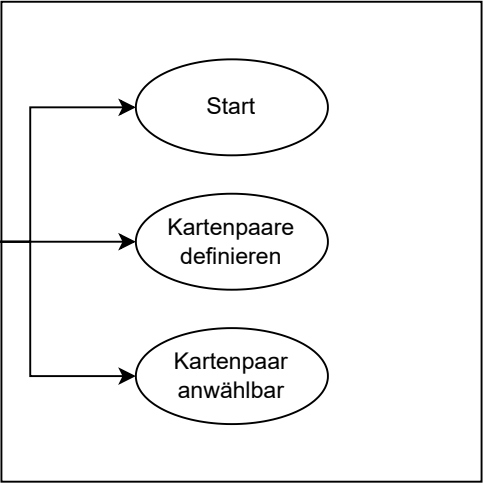 Start
Kartenpaare
definieren
Kartenpaar
anwählbar